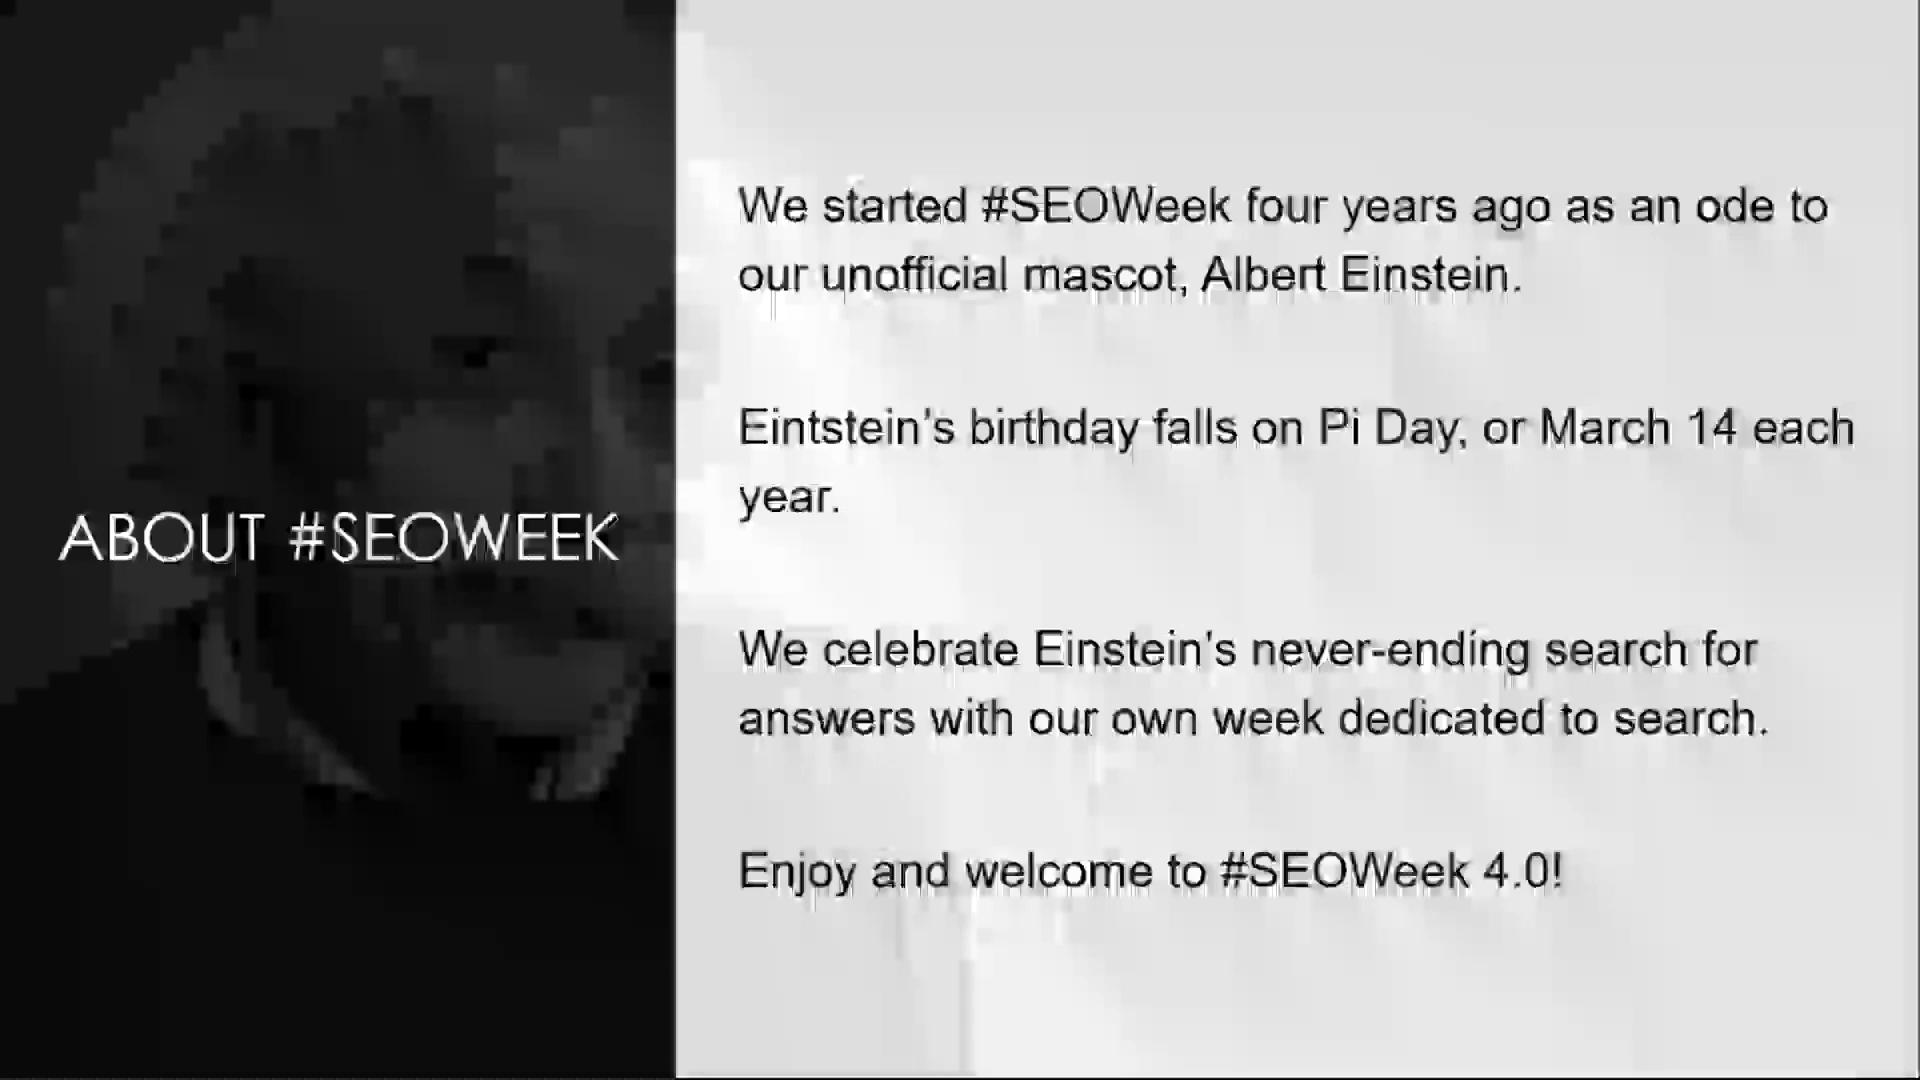 ABOUT #SEOWEEK
We started #SEOWeek four years ago as an ode to
our unofficial mascot, Albert Einstein.
Eintstein's birthday falls on Pi Day, or March 14 each
year.
We celebrate Einstein's never-ending search for
answers with our own week dedicated to search.
Enjoy and welcome to #SEOWeek 4.0!